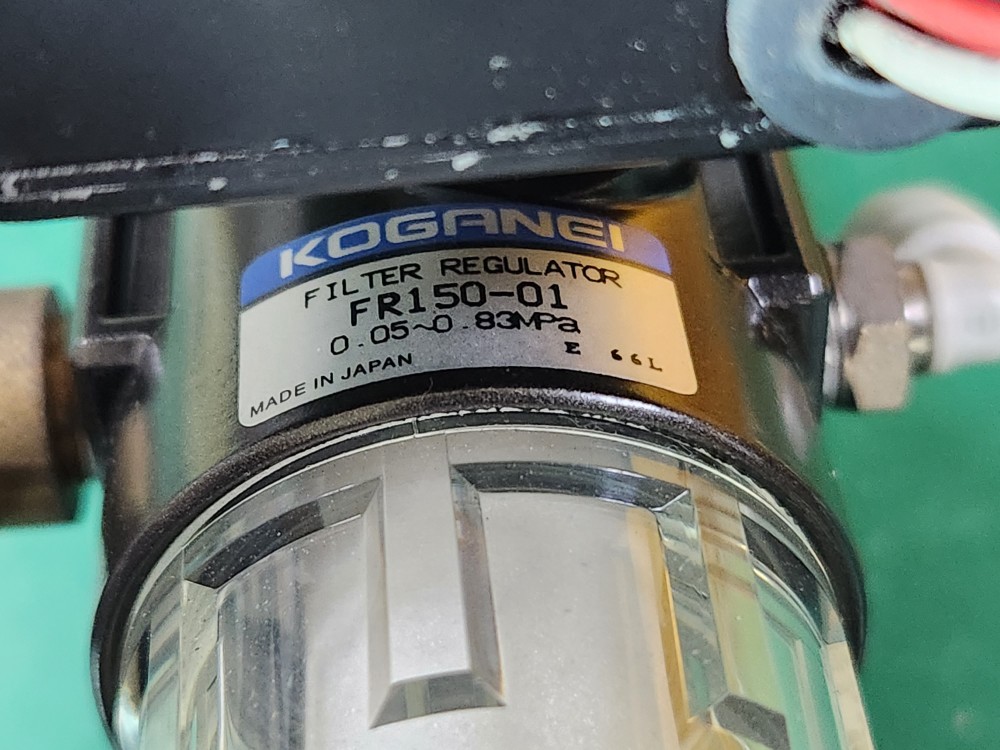 KOGANEI
FILTER REGULATOR
FR150-01
0.05~0.83MPa
E 66L
MADE IN JAPAN